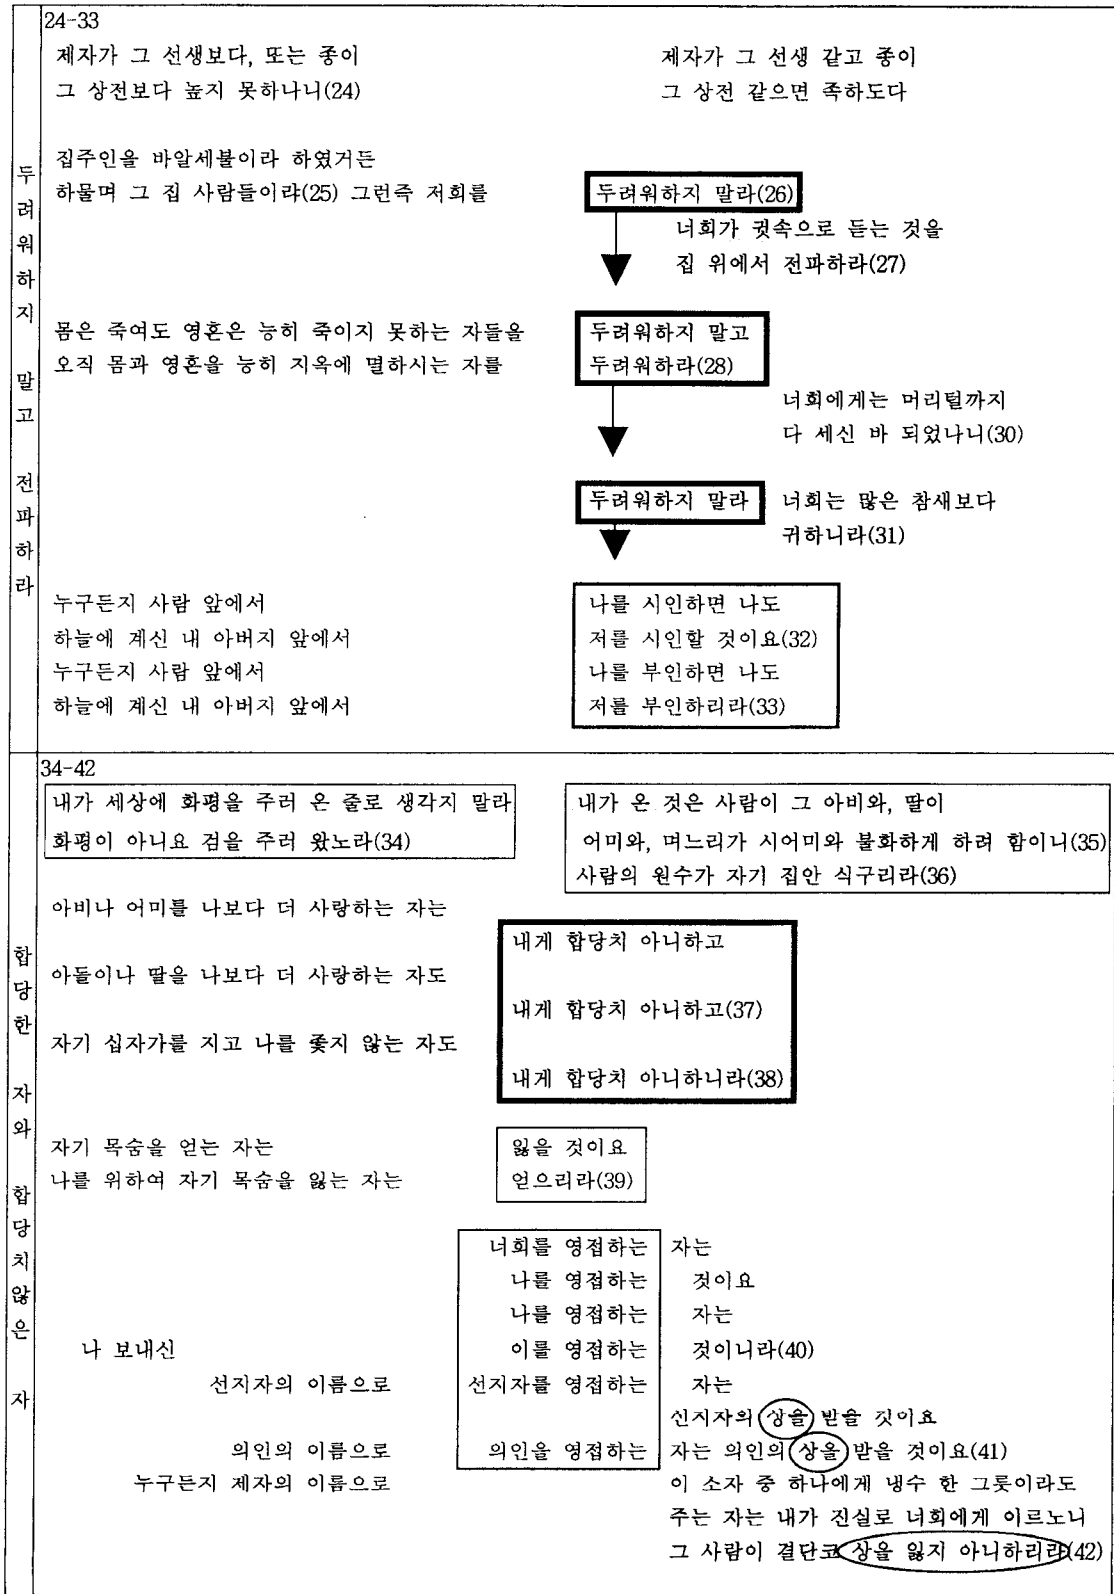 두려워하지 말고 전파하라
24-33
제자가 그 선생보다, 또는 종이 제자가 그 선생 같고 종이
그 상전보다 높지 못하나니(24) 그 상전 같으면 족하도다
집주인을 바알세불이라 하였거든
하물며 그 집 사람들이랴(25) 그런즉 저희를 두려워하지 말라(26)
너희가 귓속으로 듣는 것을
집 위에서 전파하라(27)
몸은 죽여도 영혼은 능히 죽이지 못하는 자들을 두려워하지 말고
오직 몸과 영혼을 능히 지옥에 멸하시는 자를 두려워하라(28)
너희에게는 머리털까지
다 세신 바 되었나니(30)
두려워하지 말라 너희는 많은 참새보다
귀하니라(31)
누구든지 사람 앞에서 나를 시인하면 나도
하늘에 계신 내 아버지 앞에서 저를 시인할 것이요(32)
누구든지 사람 앞에서 나를 부인하면 나도
하늘에 계신 내 아버지 앞에서 저를 부인하리라(33)
합당한 자와 합당치않은 자
34-42
내가 세상에 화평을 주러 온 줄로 생각지 말라 내가 온 것은 사람이 그 아비와, 딸이
화평이 아니요 검을 주러 왔노라(34) 어미와, 며느리가 시어미와 불화하게 하려 함이니(35)
사람의 원수가 자기 집안 식구리라(36)
아비나 어미를 나보다 더 사랑하는 자는
내게 합당치 아니하고
아들이나 딸을 나보다 더 사랑하는 자도
내게 합당치 아니하고(37)
자기 십자가를 지고 나를 좇지 않는 자도
내게 합당치 아니하니라(38)
자기 목숨을 얻는 자는 잃을 것이요
나를 위하여 자기 목숨을 잃는 자는 얻으리라(39)
너희를 영접하는 자는
나를 영접하는 것이요
나를 영접하는 자는
나 보내신 이를 영접하는 것이니라(40)
선지자의 이름으로 선지자를 영접하는 자는
선지자의 상을 받을 것이요
의인의 이름으로 의인을 영접하는 자는 의인의 상을 받을 것이요(41)
누구든지 제자의 이름으로 이 소자 중 하나에게 냉수 한 그릇이라도
주는 자는 내가 진실로 너희에게 이르노니
그 사람이 결단코 상을 잃지 아니하리라(42)